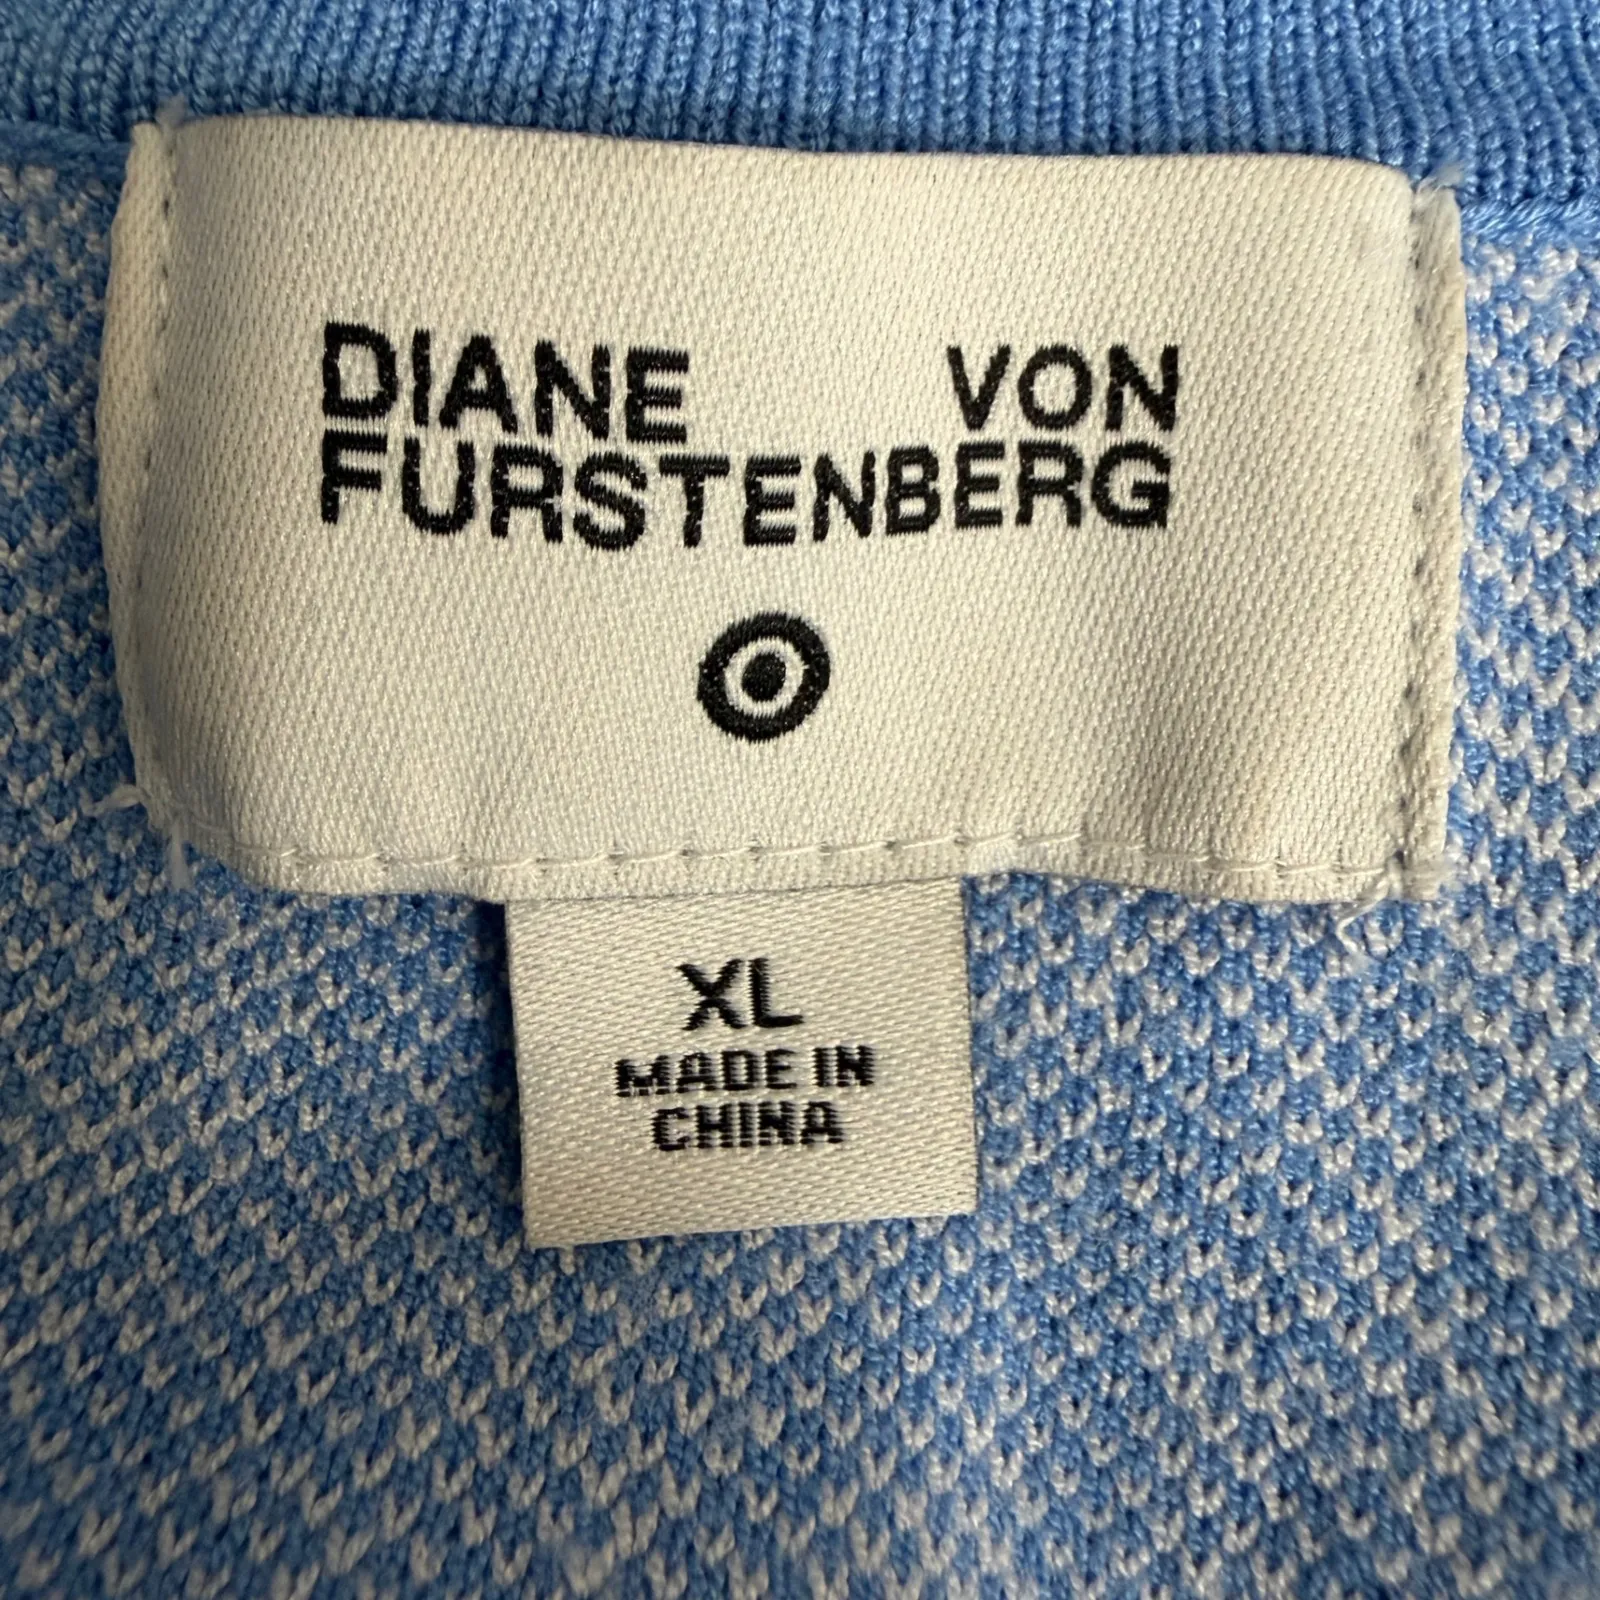 DIANE VON
FURSTENBERG
XL
MADE IN
CHINA